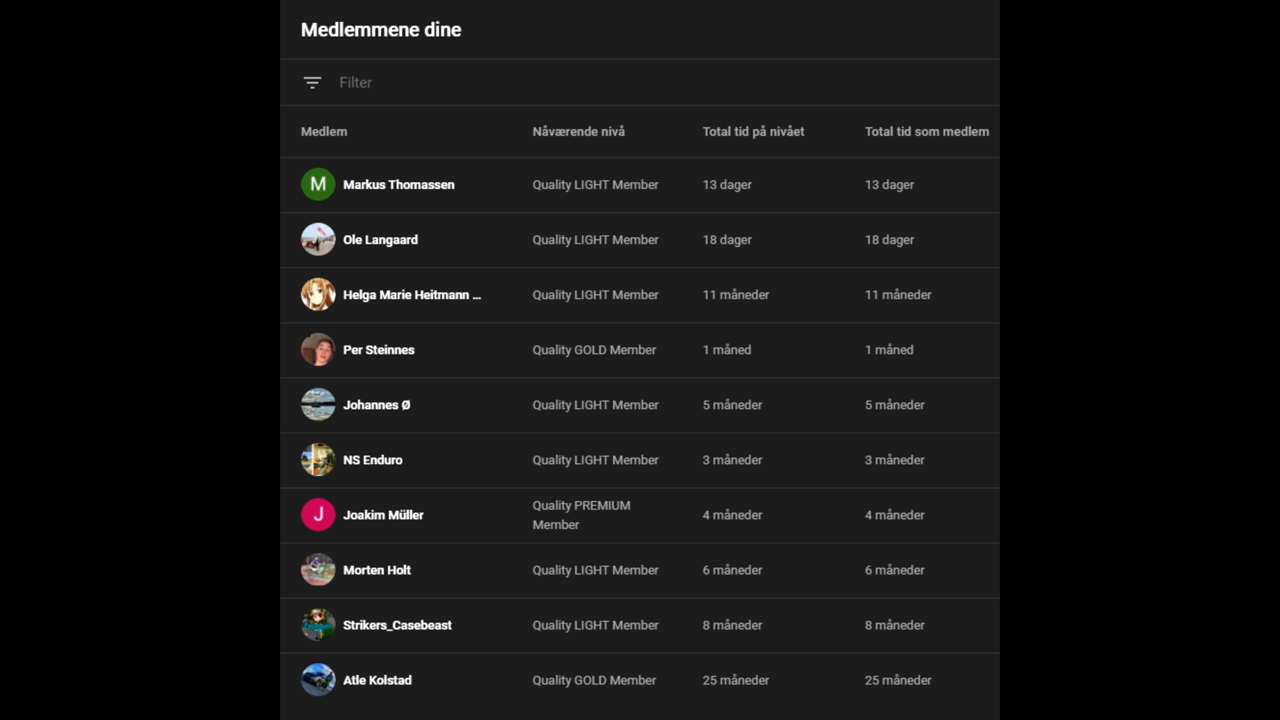 Medlemmene dine
Filter
Medlem Nåværende nivå Total tid på nivået Total tid som medlem
M Markus Thomassen Quality LIGHT Member 13 dager 13 dager
Ole Langaard Quality LIGHT Member 18 dager 18 dager
Helga Marie Heitmann ... Quality LIGHT Member 11 måneder 11 måneder
Per Steinnes Quality GOLD Member 1 måned 1 måned
Johannes Ø Quality LIGHT Member 5 måneder 5 måneder
NS Enduro Quality LIGHT Member 3 måneder 3 måneder
J Joakim Müller Quality PREMIUM Member 4 måneder 4 måneder
Morten Holt Quality LIGHT Member 6 måneder 6 måneder
Strikers_Casebeast Quality LIGHT Member 8 måneder 8 måneder
Atle Kolstad Quality GOLD Member 25 måneder 25 måneder